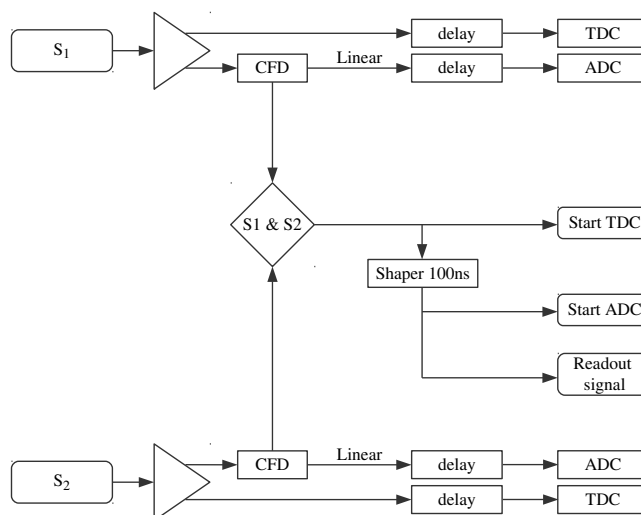 S1
delay
TDC
CFD
Linear
delay
ADC
S1 & S2
Start TDC
Shaper 100ns
Start ADC
Readout
signal
S2
CFD
Linear
delay
ADC
delay
TDC